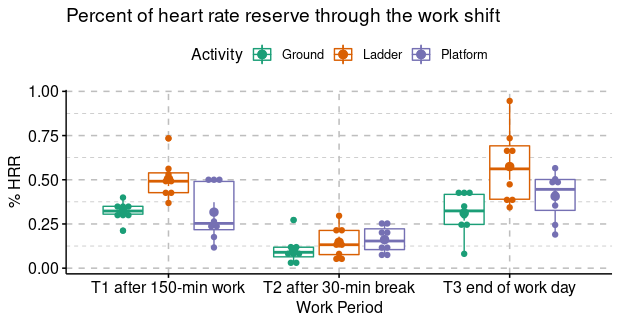 Percent of heart rate reserve through the work shift
Activity Ground Ladder Platform
1.00
0.75
0.50
0.25
0.00
% HRR
T1 after 150-min work T2 after 30-min break T3 end of work day
Work Period